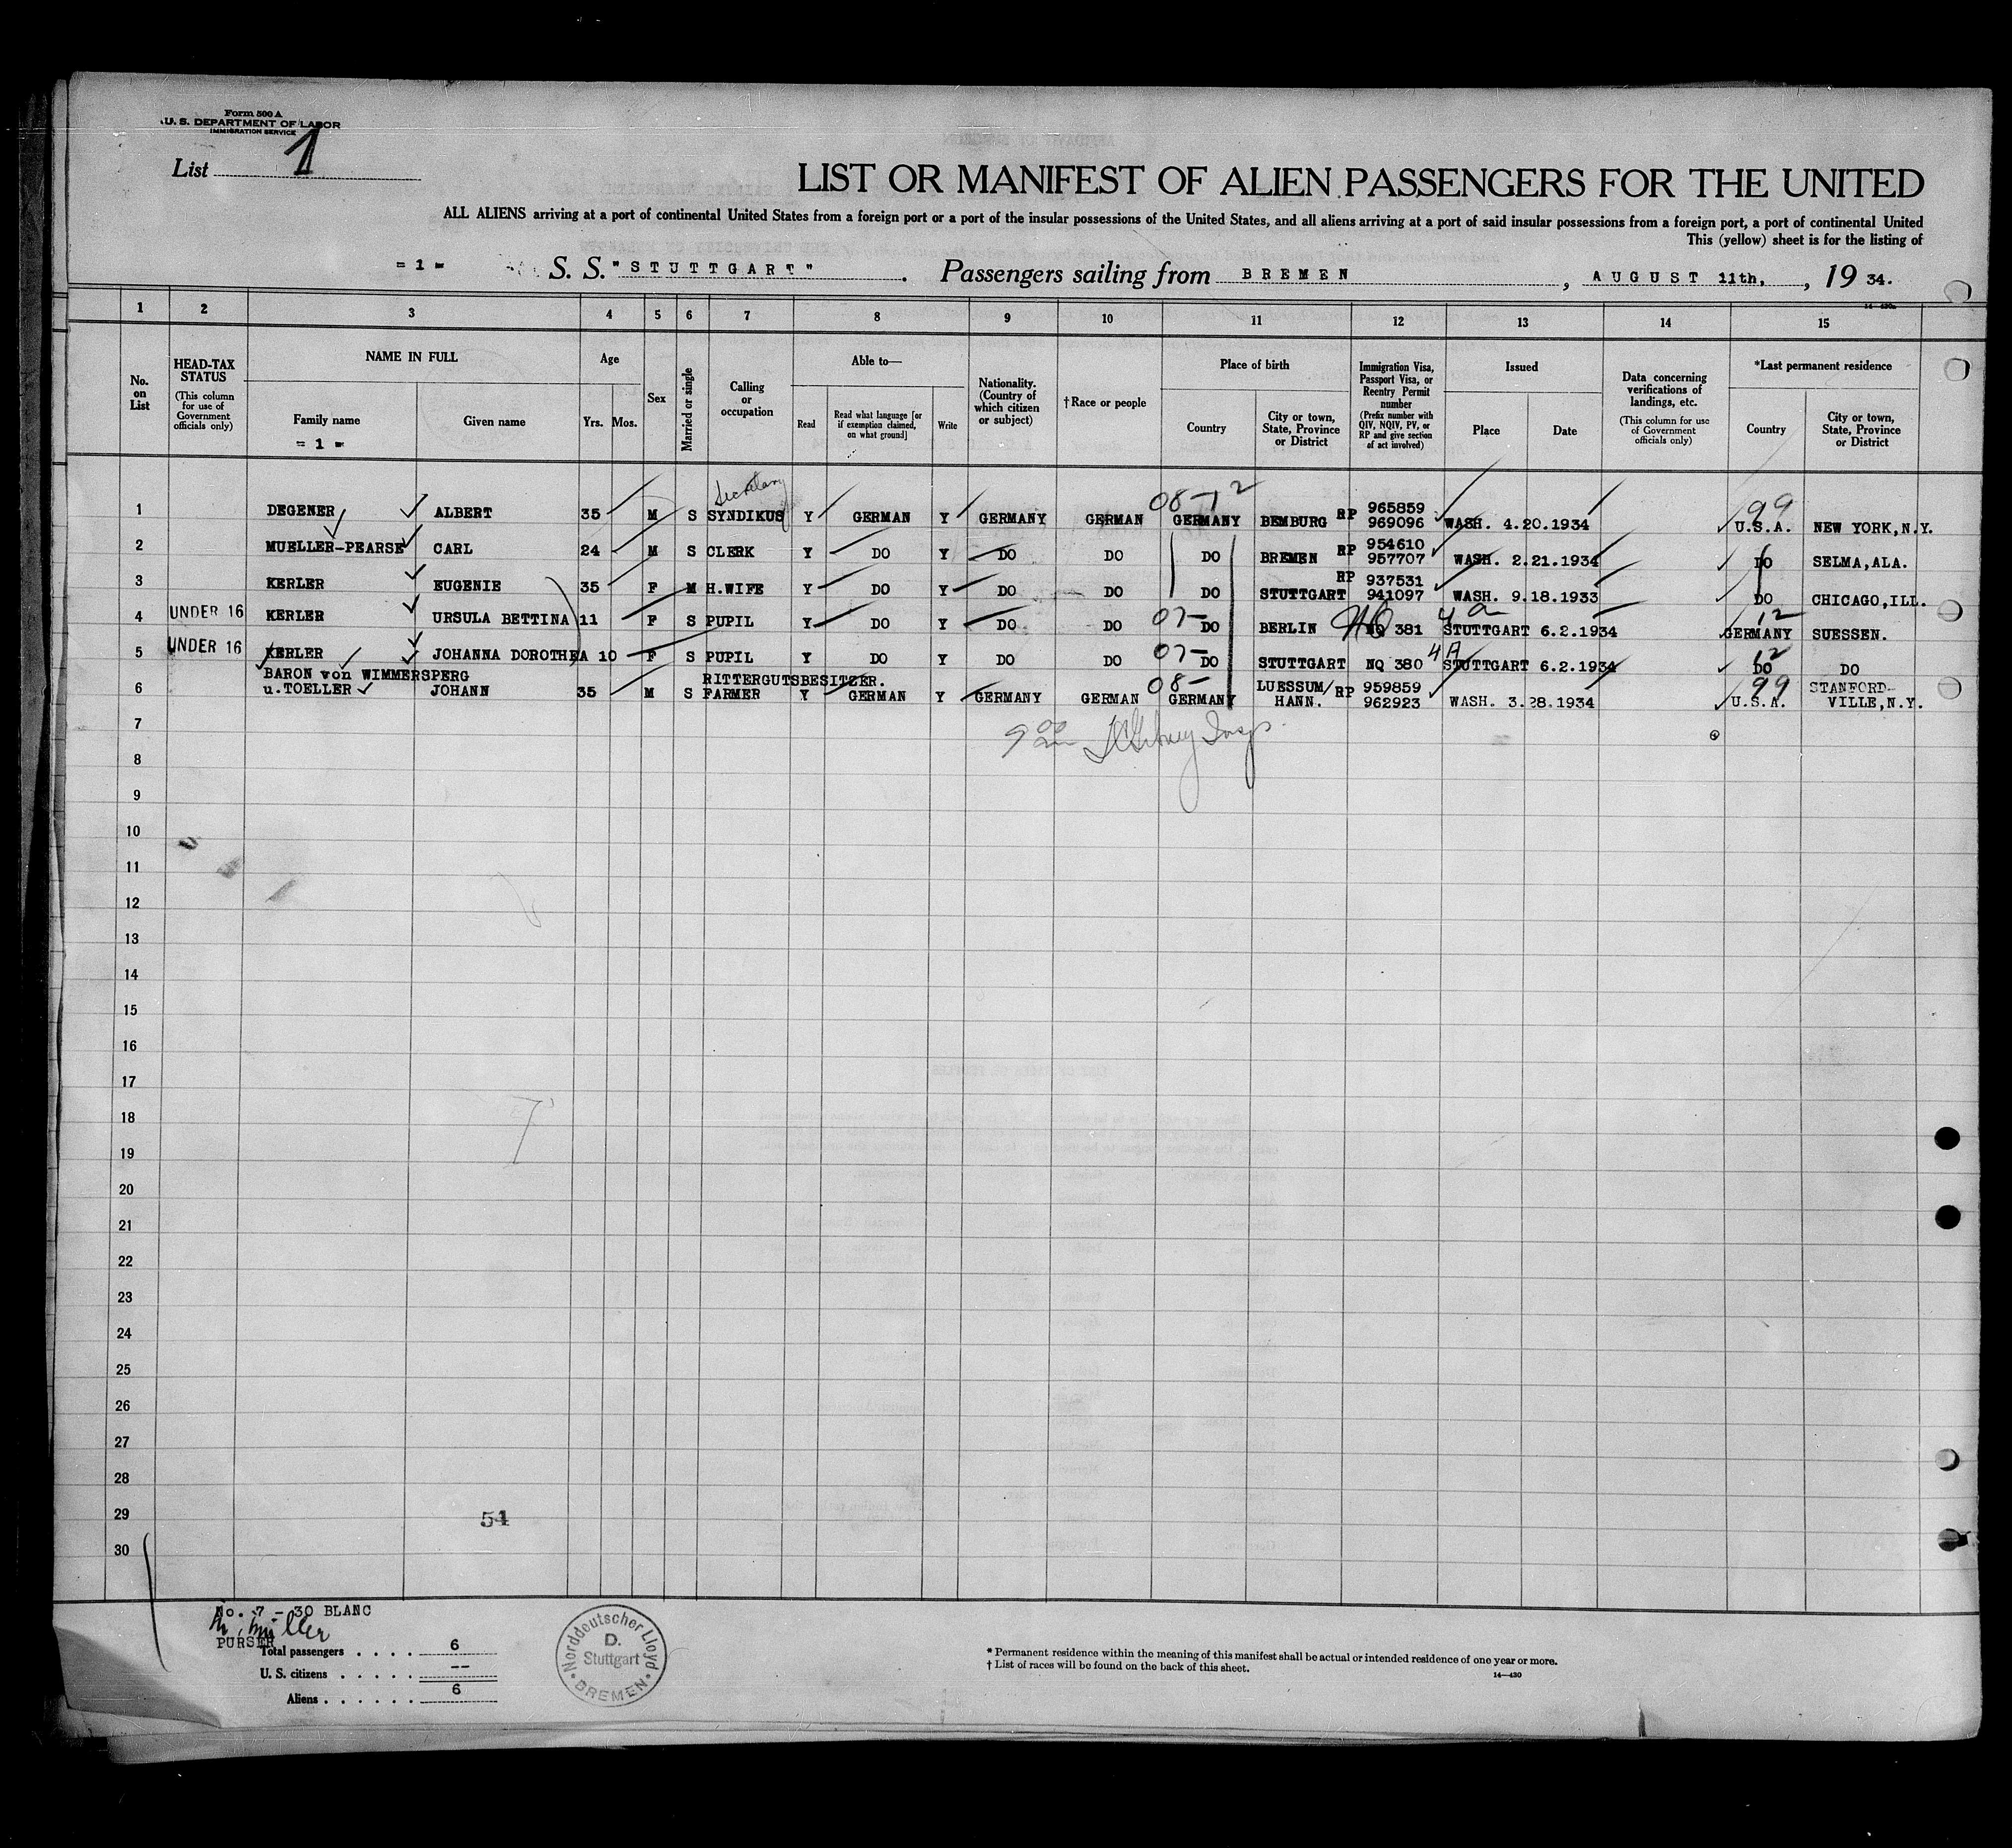 Form 500 A
U. S. DEPARTMENT OF LABOR
IMMIGRATION SERVICE
List 1
LIST OR MANIFEST OF ALIEN PASSENGERS FOR THE UNITED
ALL ALIENS arriving at a port of continental United States from a foreign port or a port of the insular possessions of the United States, and all aliens arriving at a port of said insular possessions from a foreign port, a port of continental United
This (yellow) sheet is for the listing of
= 1 = S. S. "STUTTGART" . Passengers sailing from BREMEN , AUGUST 11th, , 19 34.
14—430
1 2 3 4 5 6 7 8 9 10 11 12 13 14 15
No. on List
HEAD-TAX STATUS
(This column for use of Government officials only)
NAME IN FULL
Family name
= 1 =
Given name
Age
Yrs. Mos.
Sex
Married or single
Calling or occupation
Able to—
Read
Read what language [or if exemption claimed, on what ground]
Write
Nationality. (Country of which citizen or subject)
†Race or people
Place of birth
Country
City or town, State, Province or District
Immigration Visa, Passport Visa, or Reentry Permit number
(Prefix number with QIV, NQIV, PV, or RP and give section of act involved)
Issued
Place
Date
Data concerning verifications of landings, etc.
(This column for use of Government officials only)
*Last permanent residence
Country
City or town, State, Province or District
Secretary 08-12 99
1 DEGENER ALBERT 35 M S SYNDIKUS Y GERMAN Y GERMANY GERMAN GERMANY BEMBURG RP 965859 969096 WASH. 4.20.1934 U.S.A. NEW YORK,N.Y.
2 MUELLER-PEARSE CARL 24 M S CLERK Y DO Y DO DO DO BREMEN RP 954610 957707 WASH. 2.21.1934 DO SELMA,ALA.
3 KERLER EUGENIE 35 F M H.WIFE Y DO Y DO DO DO STUTTGART RP 937531 941097 WASH. 9.18.1933 DO CHICAGO,ILL.
4 UNDER 16 KERLER URSULA BETTINA 11 F S PUPIL Y DO Y DO DO 07- DO BERLIN NQ NQ 381 4a STUTTGART 6.2.1934 12 GERMANY SUESSEN.
5 UNDER 16 KERLER JOHANNA DOROTHEA 10 F S PUPIL Y DO Y DO DO 07- DO STUTTGART NQ 380 4A STUTTGART 6.2.1934 12 DO DO
BARON von WIMMERSPERG RITTERGUTSBESITZER. 08- LUESSUM/ 959859 99 STANFORD-
6 u.TOELLER JOHANN 35 M S FARMER Y GERMAN Y GERMANY GERMAN GERMANY HANN. RP 962923 WASH. 3.28.1934 U.S.A. VILLE,N.Y.
7 9 00 am Insp.
8
9
10
11
12
13
14
15
16
17
18
19
20
21
22
23
24
25
26
27
28
29
54
30
No. 7 - 30 BLANC
Müller
PURSER
Total passengers . . . . 6
U. S. citizens . . . . . --
Aliens . . . . . . 6
Norddeutscher Lloyd
D.
Stuttgart
BREMEN
* Permanent residence within the meaning of this manifest shall be actual or intended residence of one year or more.
† List of races will be found on the back of this sheet.
14—430